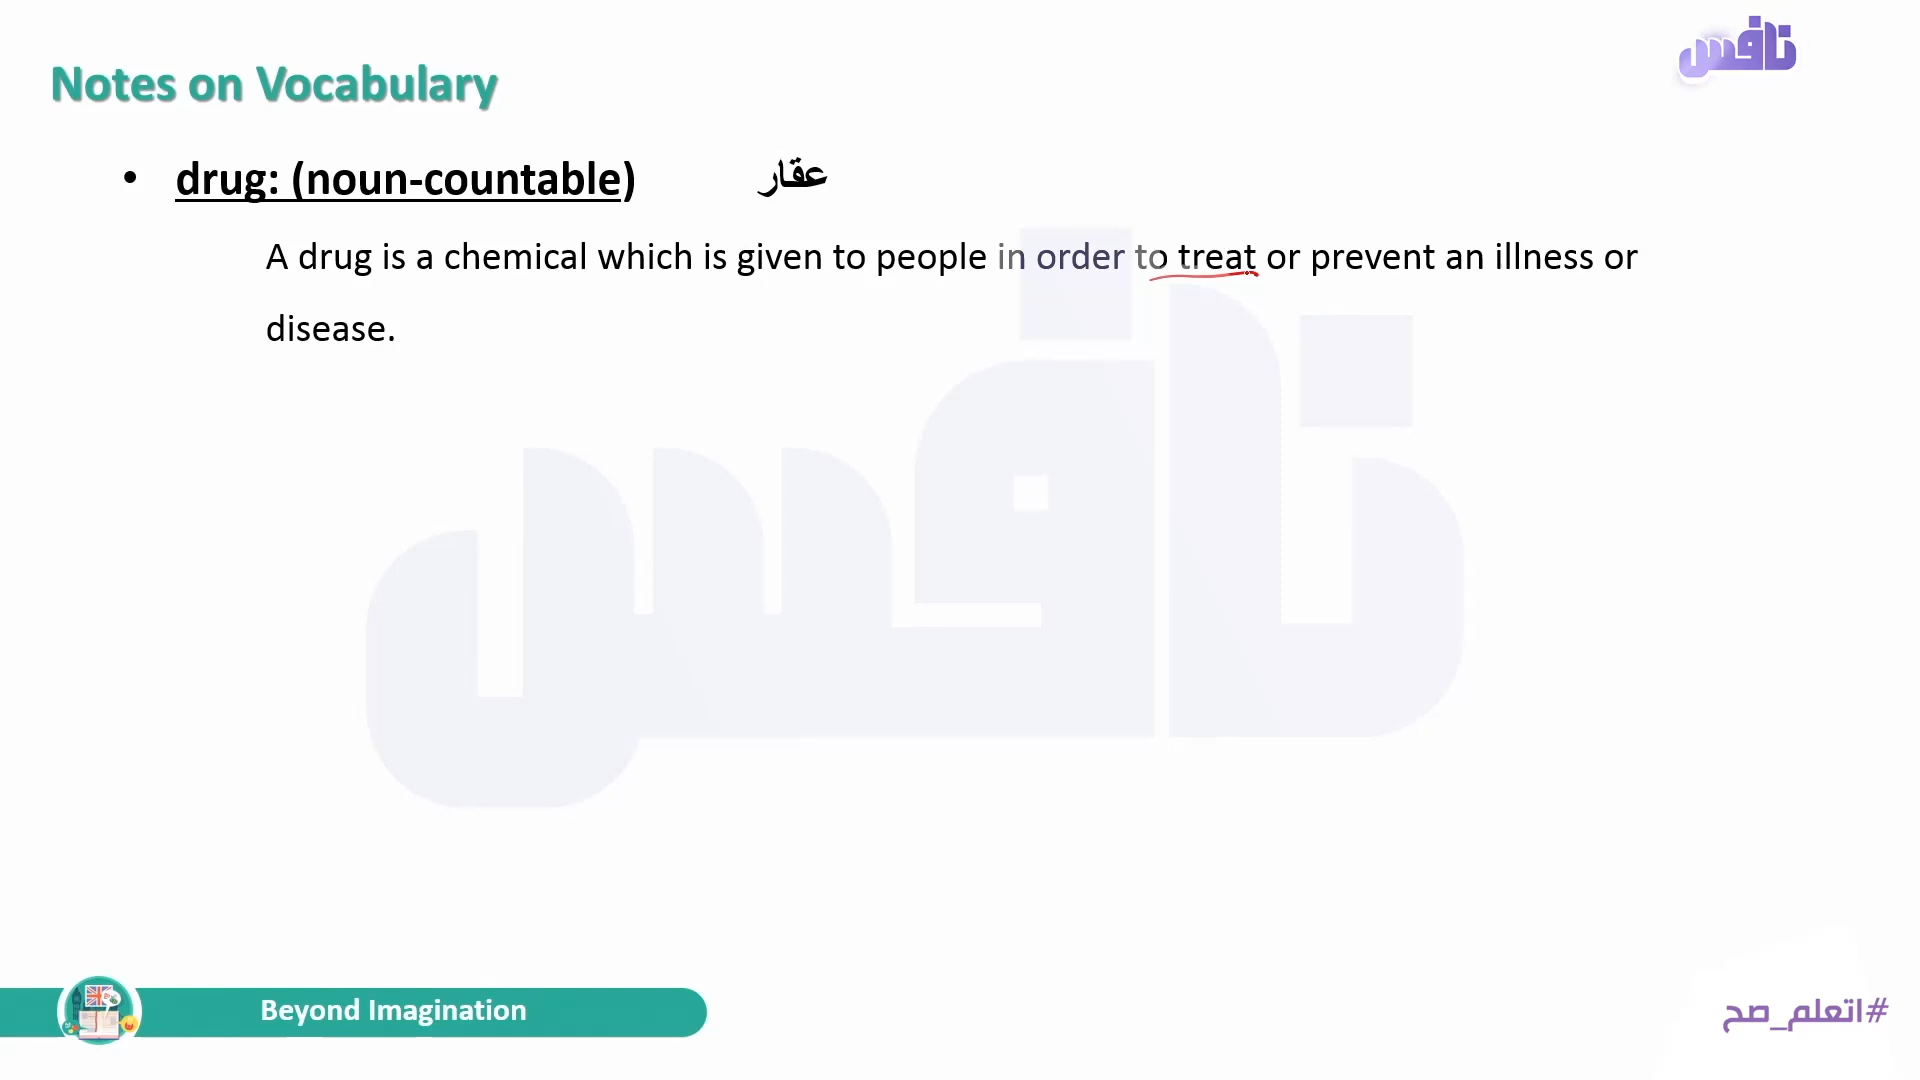 نافس
Notes on Vocabulary
• drug: (noun-countable) عقار
A drug is a chemical which is given to people in order to treat or prevent an illness or
disease.
نافس
Beyond Imagination
#اتعلم_صح